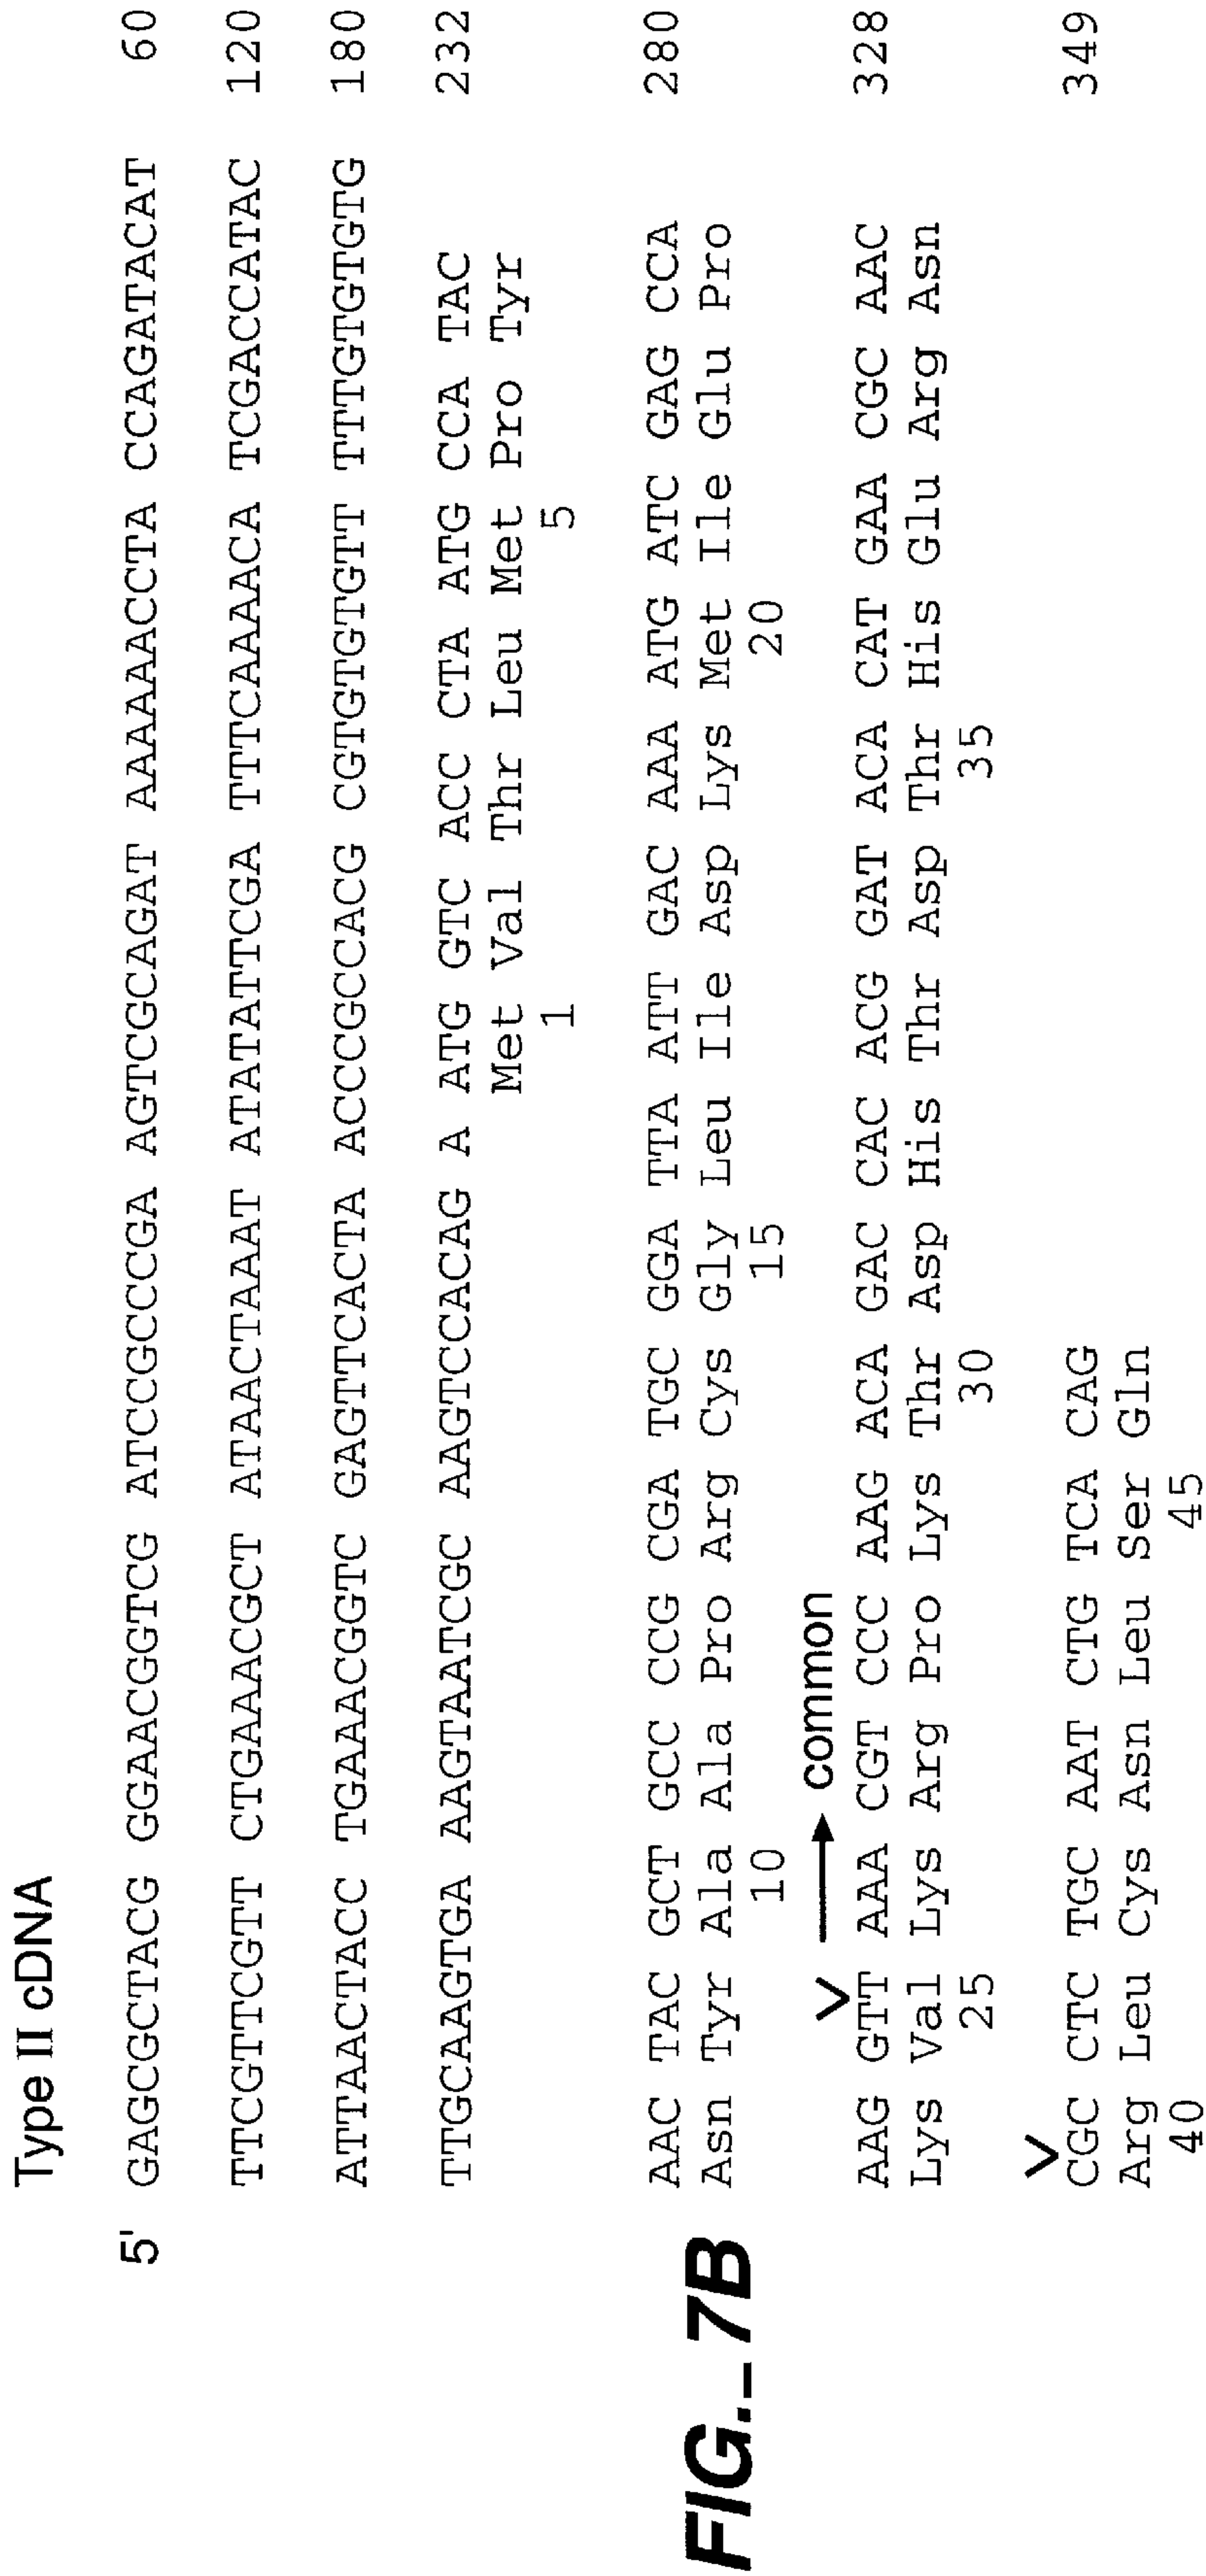 Type II cDNA
5' GAGCGCTACG GGAACGGTCG ATCCGCCCGA AGTCGCAGAT AAAAACCTA CCAGATACAT 60
TTCGTTCGTT CTGAAACGCT ATAACTAAAT ATATATTCGA TTTCAAAACA TCGACCATAC 120
ATTAACTACC TGAAACGGTC GAGTTCACTA ACCCGCCACG CGTGTGTGTT TTTGTGTGTG 180
TTGCAAGTGA AAGTAATCGC AAGTCCACAG A ATG GTC ACC CTA ATG CCA TAC 232
Met Val Thr Leu Met Pro Tyr
1 5
AAC TAC GCT GCC CCG CGA TGC GGA TTA ATT GAC AAA ATG ATC GAG CCA 280
Asn Tyr Ala Ala Pro Arg Cys Gly Leu Ile Asp Lys Met Ile Glu Pro
10 15 20
V → common
AAG GTT AAA CGT CCC AAG ACA GAC CAC ACG GAT ACA CAT GAA CGC AAC 328
Lys Val Lys Arg Pro Lys Thr Asp His Thr Asp Thr His Glu Arg Asn
25 30 35
V
CGC CTC TGC AAT CTG TCA CAG 349
Arg Leu Cys Asn Leu Ser Gln
40 45
FIG._7B